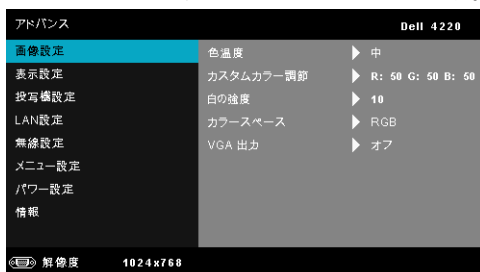 アドバンス Dell 4220
画像設定 色温度 中
表示設定 カスタムカラー調節 R: 50 G: 50 B: 50
投写機設定 白の強度 10
LAN設定 カラースペース RGB
無線設定 VGA 出力 オフ
メニュー設定
パワー設定
情報
解像度 1024x768